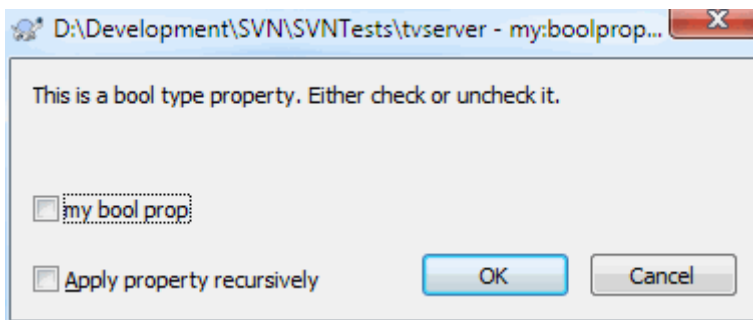 D:\Development\SVN\SVNTests\tvserver - my:boolprop...
This is a bool type property. Either check or uncheck it.
my bool prop
Apply property recursively
OK
Cancel